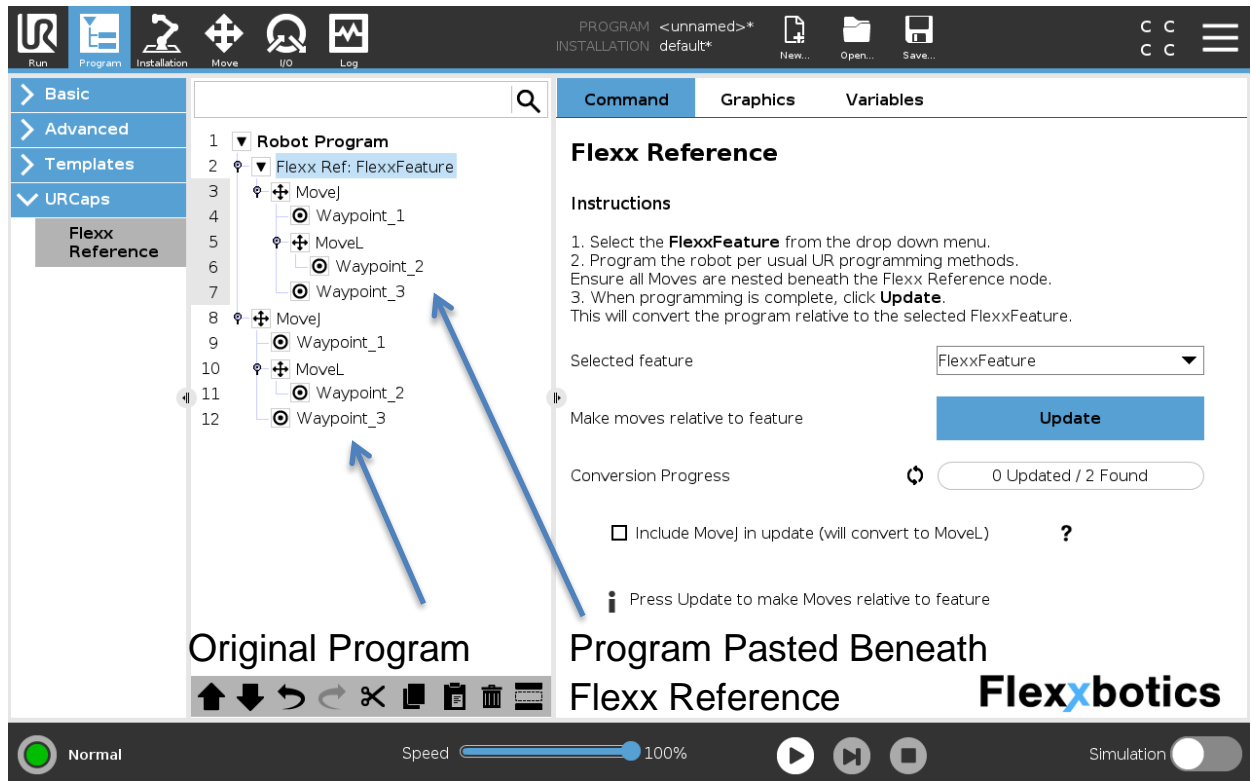 PROGRAM <unnamed>*
INSTALLATION default*
C C
C C
Run Program Installation Move I/O Log New... Open... Save...
Basic
Advanced
Templates
URCaps
Flexx
Reference
1 Robot Program
2 Flexx Ref: FlexxFeature
3 MoveJ
4 Waypoint_1
5 MoveL
6 Waypoint_2
7 Waypoint_3
8 MoveJ
9 Waypoint_1
10 MoveL
11 Waypoint_2
12 Waypoint_3
Original Program
Command Graphics Variables
Flexx Reference
Instructions
1. Select the FlexxFeature from the drop down menu.
2. Program the robot per usual UR programming methods.
Ensure all Moves are nested beneath the Flexx Reference node.
3. When programming is complete, click Update.
This will convert the program relative to the selected FlexxFeature.
Selected feature FlexxFeature
Make moves relative to feature Update
Conversion Progress 0 Updated / 2 Found
Include MoveJ in update (will convert to MoveL) ?
Press Update to make Moves relative to feature
Program Pasted Beneath
Flexx Reference
Flexxbotics
Normal Speed 100% Simulation